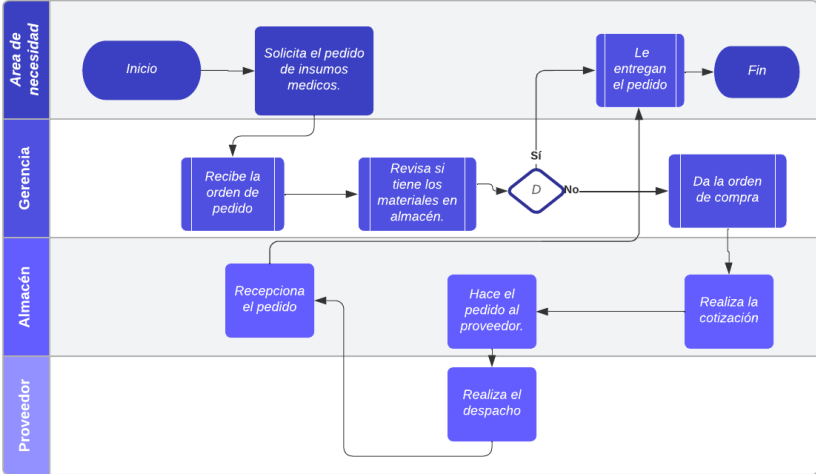 Area de
necesidad
Inicio
Solicita el pedido
de insumos
medicos.
Le
entregan
el pedido
Fin
Gerencia
Recibe la
orden de
pedido
Revisa si
tiene los
materiales en
almacén.
Sí
D
No
Da la orden
de compra
Almacén
Recepciona
el pedido
Hace el
pedido al
proveedor.
Realiza la
cotización
Proveedor
Realiza el
despacho